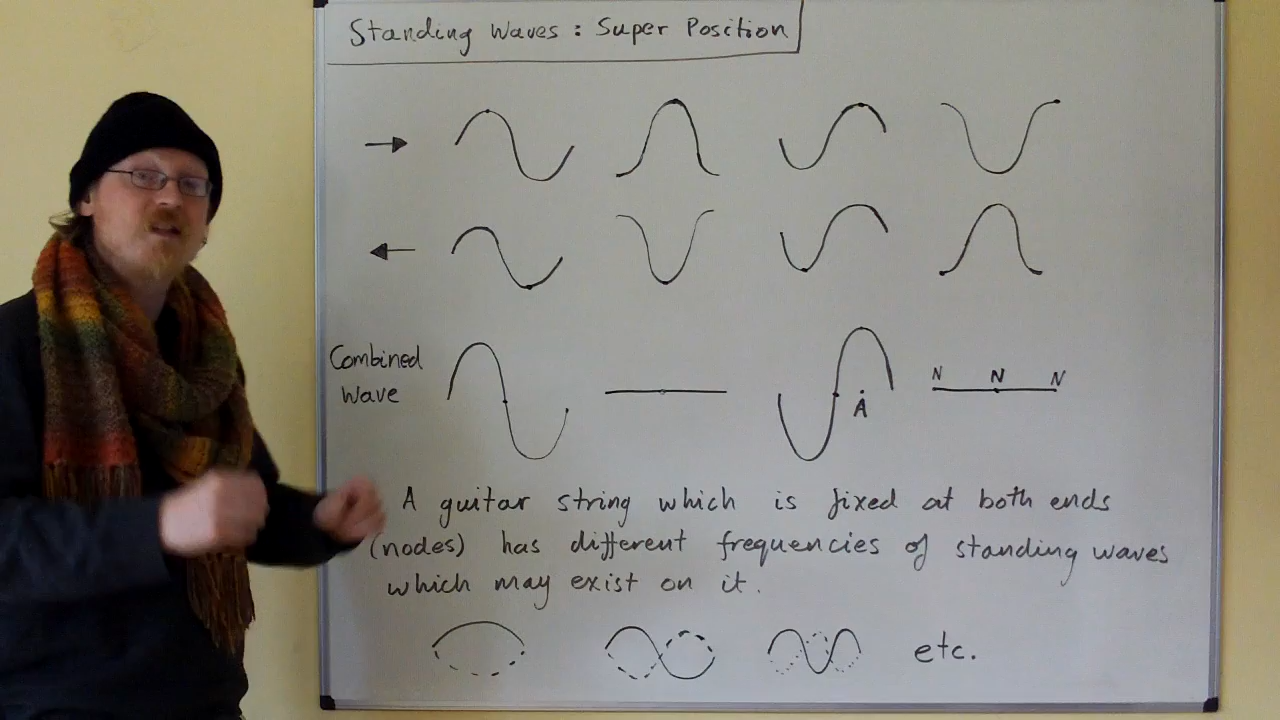 Standing Waves : Super Position
Combined
Wave
A
N N N
A guitar string which is fixed at both ends
(nodes) has different frequencies of standing waves
which may exist on it.
etc.